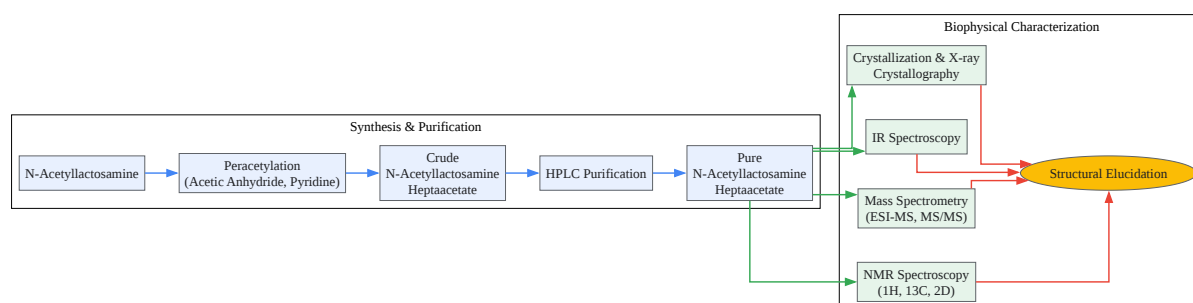 Biophysical Characterization
Crystallization & X-ray
Crystallography
Synthesis & Purification
IR Spectroscopy
N-Acetyllactosamine
Peracetylation
(Acetic Anhydride, Pyridine)
Crude
N-Acetyllactosamine
Heptaacetate
HPLC Purification
Pure
N-Acetyllactosamine
Heptaacetate
Structural Elucidation
Mass Spectrometry
(ESI-MS, MS/MS)
NMR Spectroscopy
(1H, 13C, 2D)